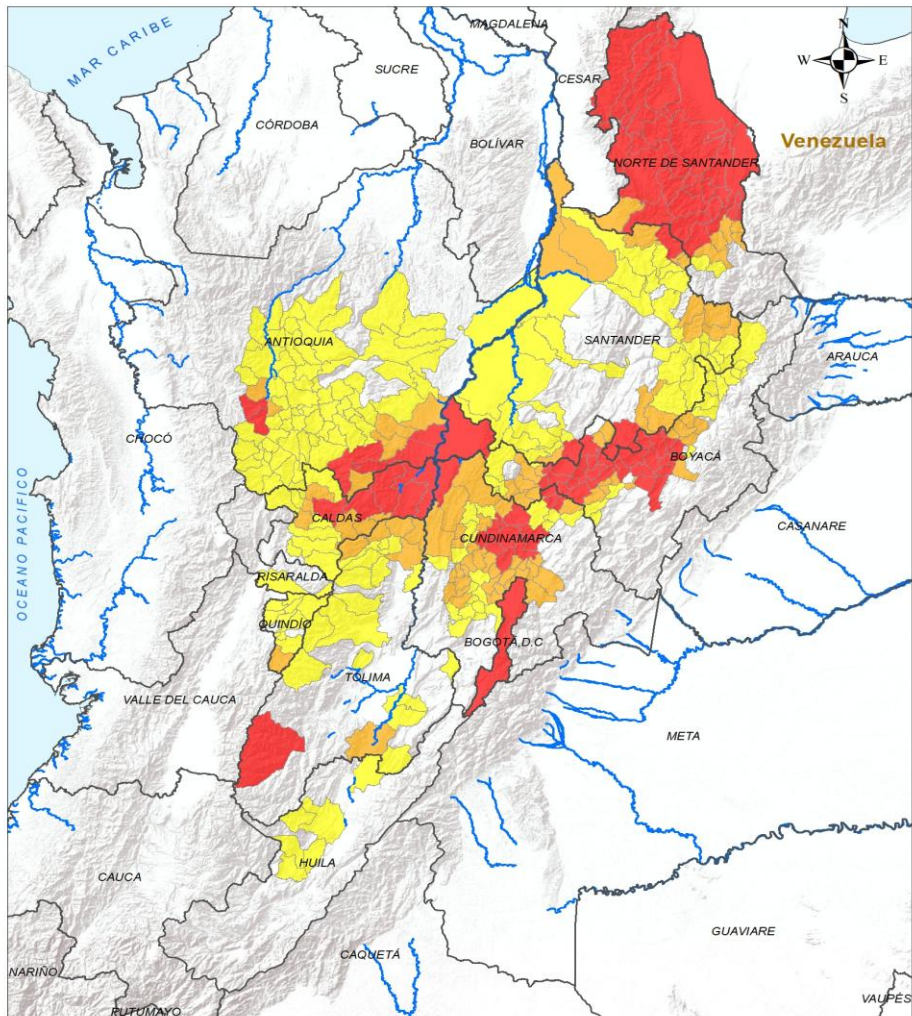 MAGDALENA
N
MAR CARIBE
SUCRE
W
E
CESAR
S
CÓRDOBA
BOLÍVAR
Venezuela
NORTE DE SANTANDER
ANTIOQUIA
SANTANDER
ARAUCA
CHOCÓ
BOYACÁ
OCEANO PACIFICO
CALDAS
CASANARE
CUNDINAMARCA
RISARALDA
QUINDÍO
BOGOTÁ,D.C
TOLIMA
VALLE DEL CAUCA
META
HUILA
CAUCA
GUAVIARE
CAQUETÁ
NARIÑO
VAUPÉS
PUTUMAYO